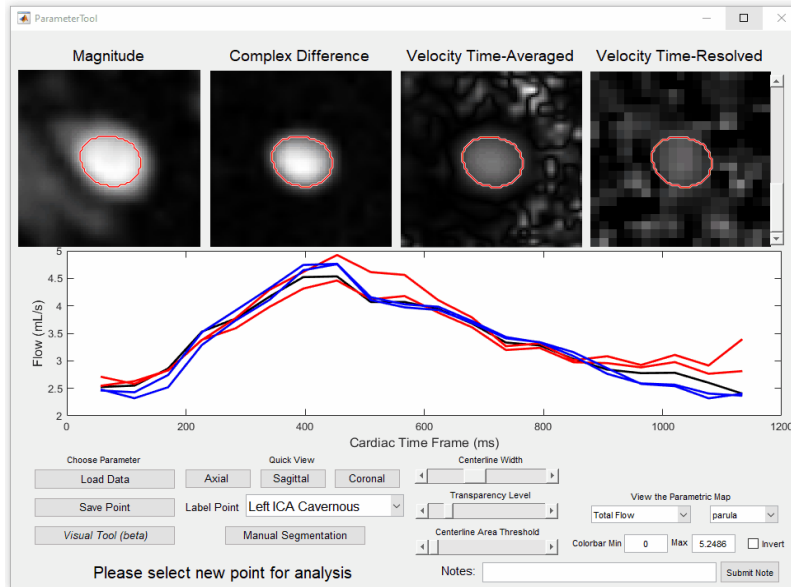 ParameterTool
Magnitude
Complex Difference
Velocity Time-Averaged
Velocity Time-Resolved
5
4.5
4
3.5
3
2.5
2
Flow (mL/s)
0 200 400 600 800 1000 1200
Cardiac Time Frame (ms)
Choose Parameter
Load Data
Save Point
Visual Tool (beta)
Quick View
Axial Sagittal Coronal
Label Point Left ICA Cavernous
Manual Segmentation
Centerline Width
Transparency Level
Centerline Area Threshold
View the Parametric Map
Total Flow parula
Colorbar Min 0 Max 5.2486 Invert
Please select new point for analysis
Notes: Submit Note